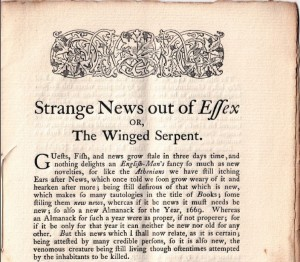 Strange News out of Essex
OR,
The Winged Serpent.
GUests, Fish, and news grow stale in three days time, and
nothing delights an English-Man's fancy so much as new
novelties, for like the Athenians we have still itching
Ears after News, which once told we soon grow weary of it and
hearken after more; being still desirous of that which is new,
which makes so many tautologies in the title of Books; some
stiling them new news, whereas if it be news it must needs
be new; so also a new Almanack for the Year, 1669. Whereas
an Almanack for such a year were as proper, if not properer; for
if it be only for that year it can neither be new nor old for any
other. But this news which I shall now relate, as it is certain;
being attested by many credible persons, so it is also new, the
venomous creature being still living though oftentimes attempted
by the inhabitants to be killed.